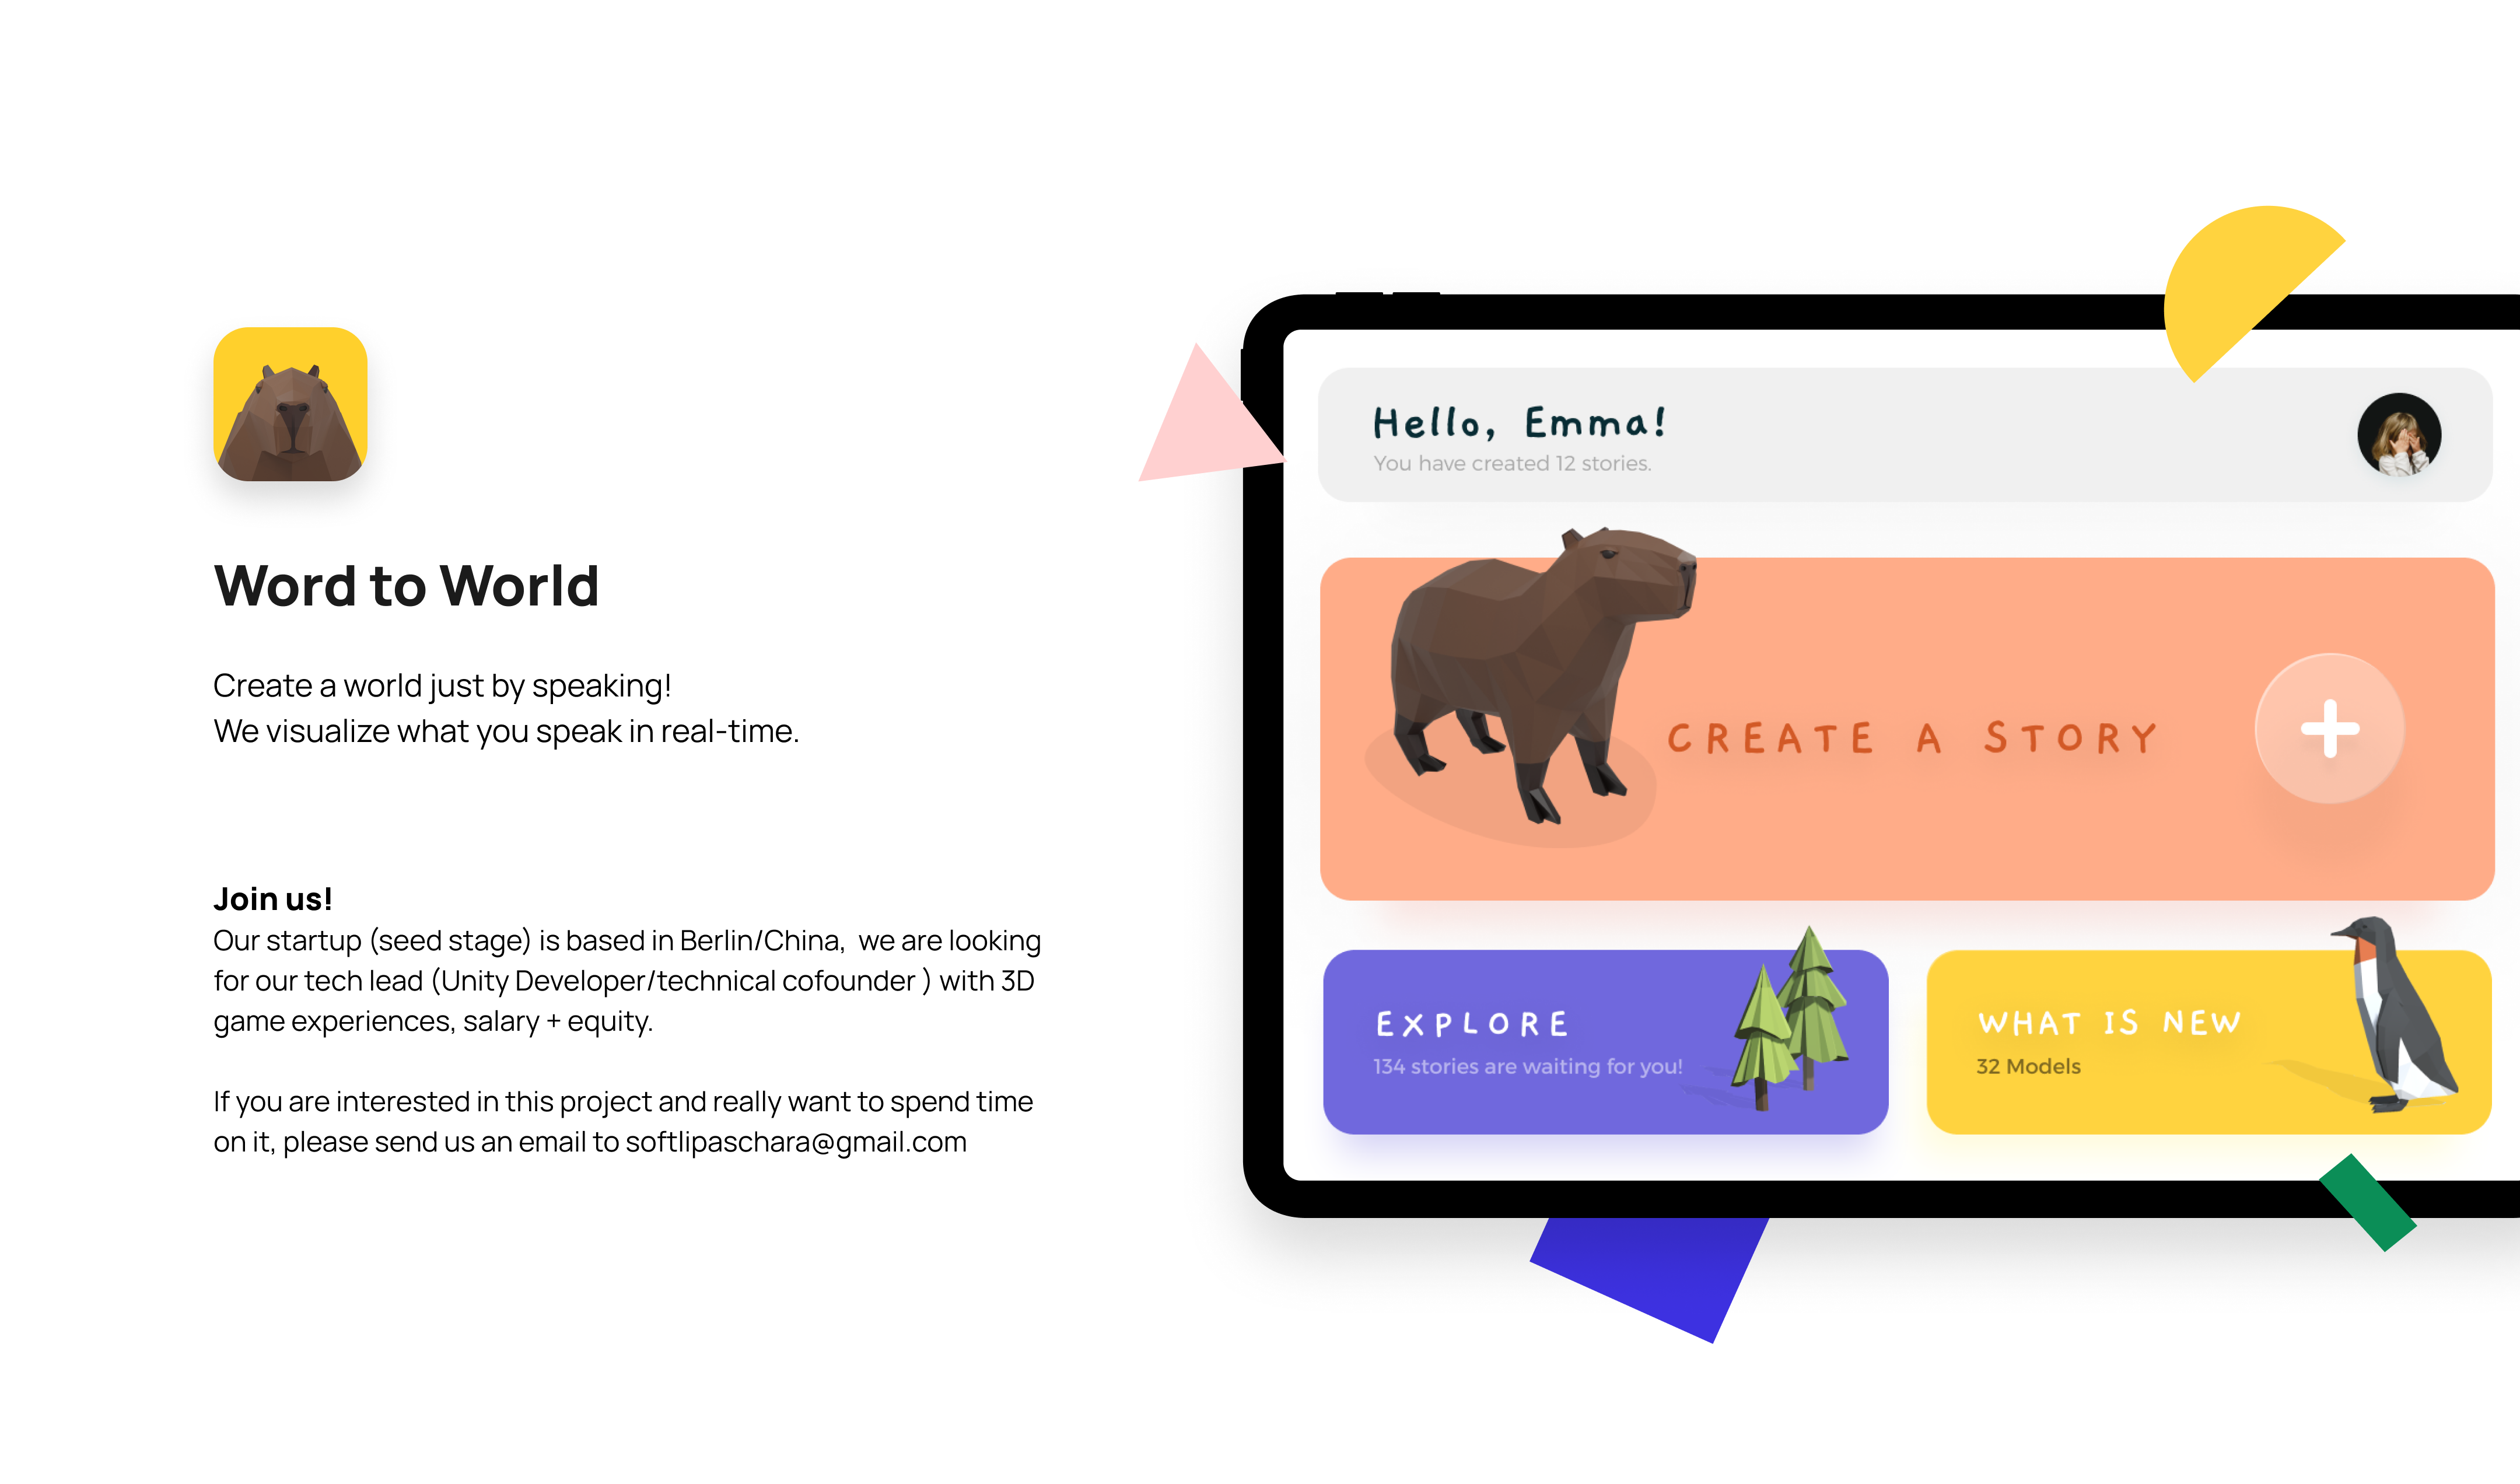 Word to World
Create a world just by speaking!
We visualize what you speak in real-time.
Join us!
Our startup (seed stage) is based in Berlin/China,  we are looking
for our tech lead (Unity Developer/technical cofounder ) with 3D
game experiences, salary + equity.
If you are interested in this project and really want to spend time
on it, please send us an email to softlipaschara@gmail.com
Hello, Emma!
You have created 12 stories.
CREATE A STORY
EXPLORE
134 stories are waiting for you!
WHAT IS NEW
32 Models